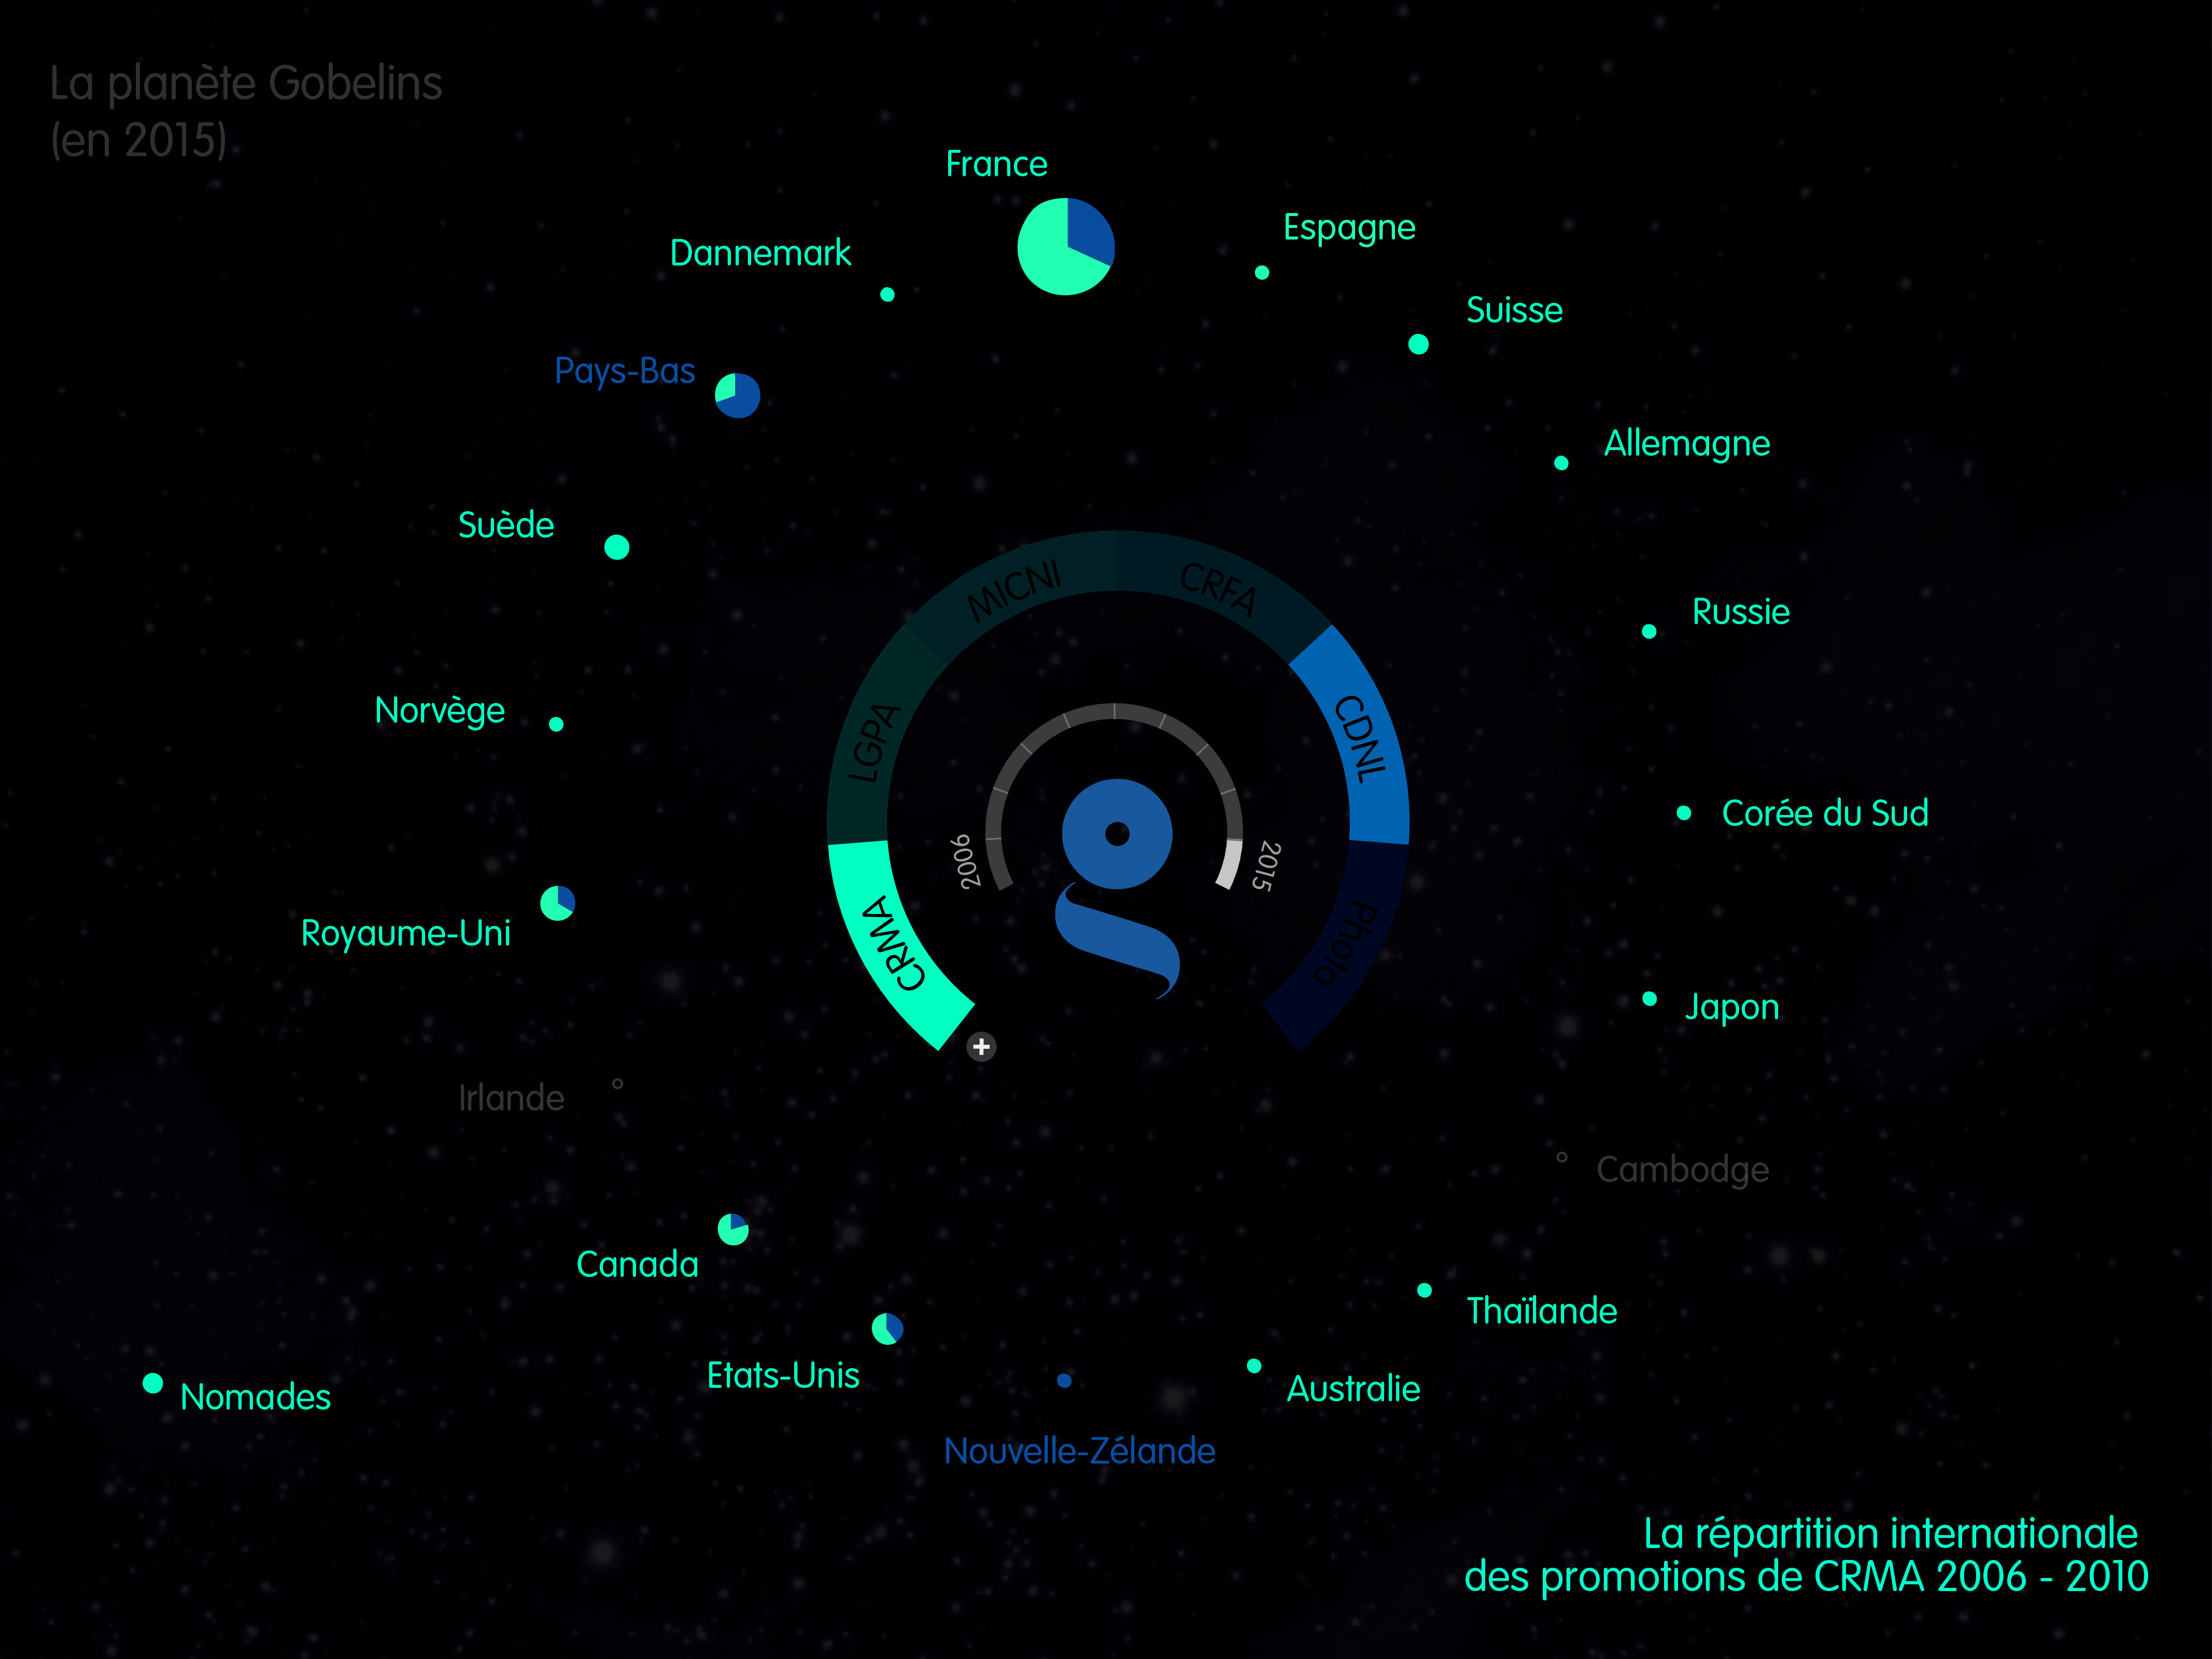 La planète Gobelins
(en 2015)
France
Espagne
Dannemark
Suisse
Pays-Bas
Allemagne
Suède
MICNI
CRFA
Russie
Norvège
LGPA
CDNL
Corée du Sud
2006
2015
Royaume-Uni
CRMA
Photo
Japon
Irlande
Cambodge
Canada
Thaïlande
Etats-Unis
Australie
Nomades
Nouvelle-Zélande
La répartition internationale
des promotions de CRMA 2006 - 2010